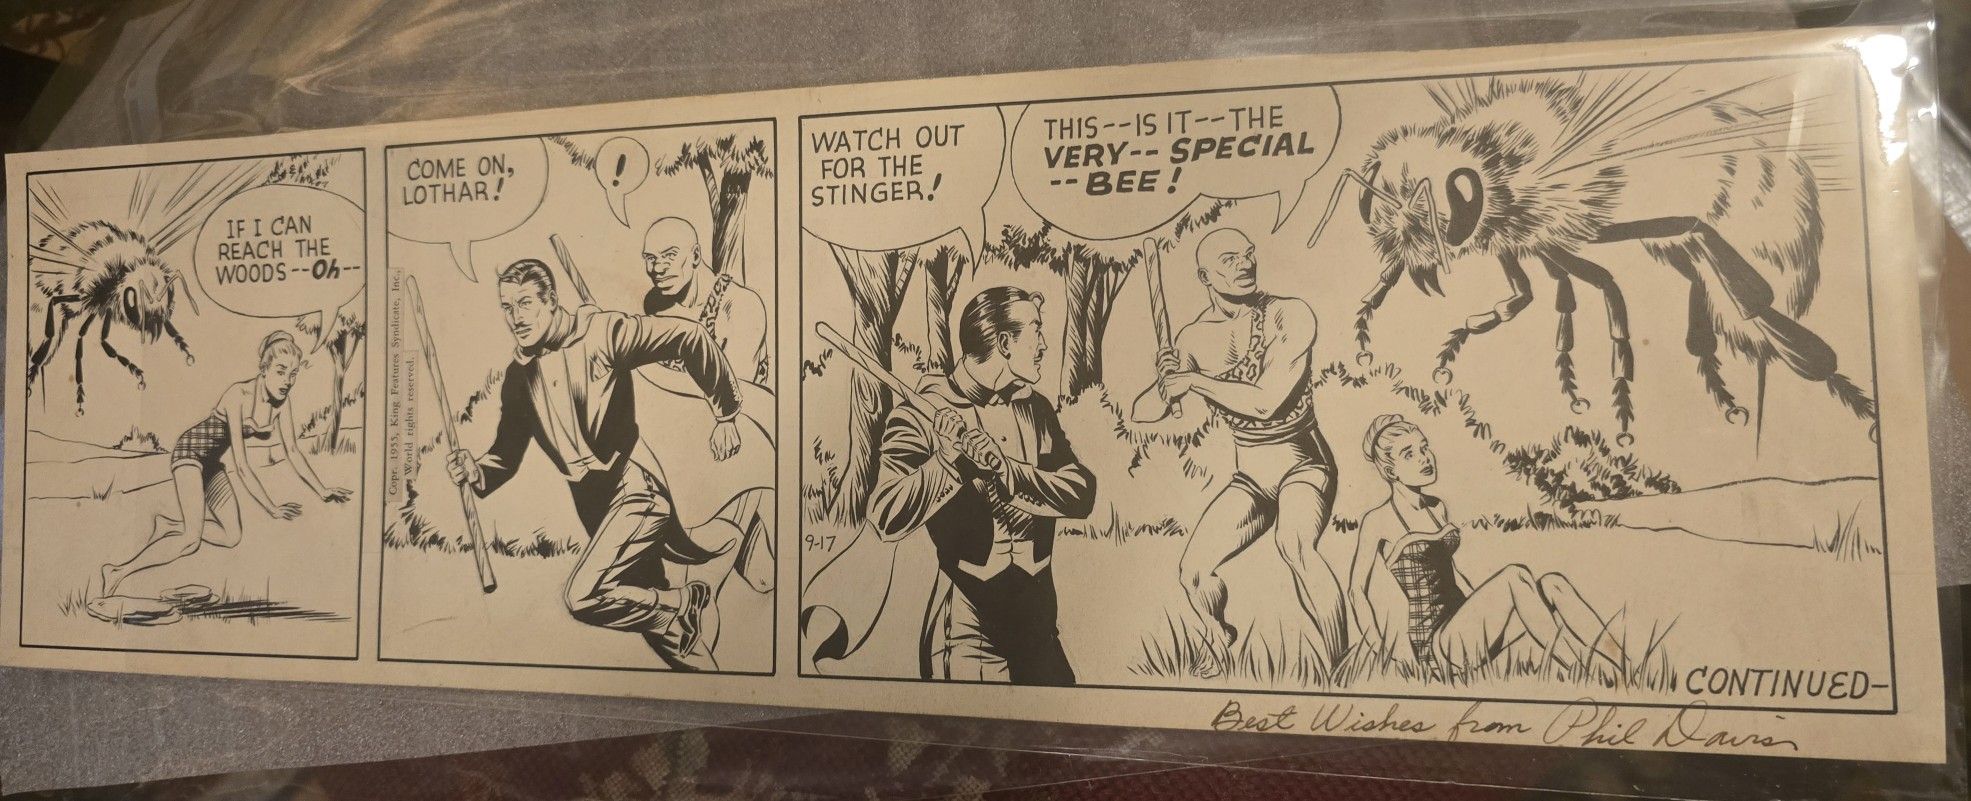 IF I CAN
REACH THE
WOODS--Oh--
COME ON,
LOTHAR!
!
Copr. 1953, King Features Syndicate, Inc.,
World rights reserved.
WATCH OUT
FOR THE
STINGER!
THIS--IS IT--THE
VERY--SPECIAL
--BEE!
9-17
CONTINUED-
Best Wishes from Phil Davis